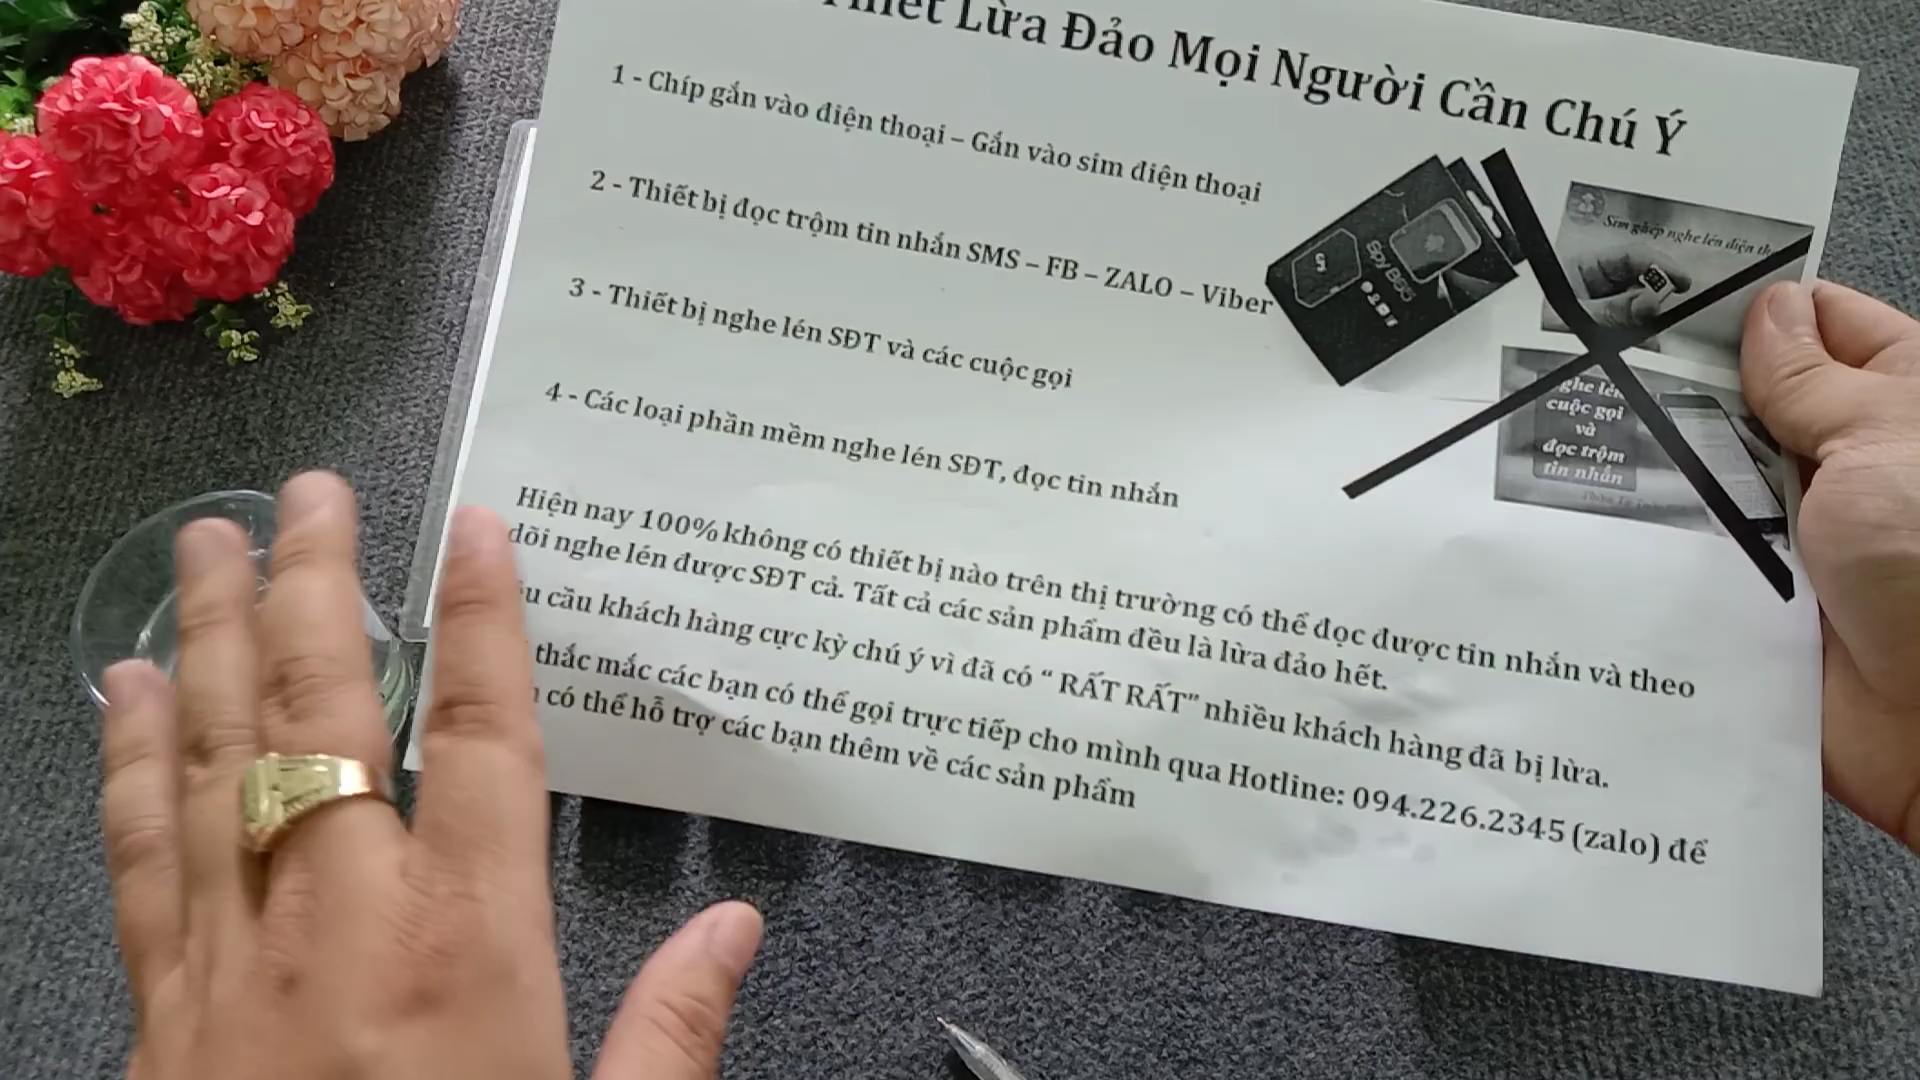 Lừa Đảo Mọi Người Cần Chú Ý
1 - Chíp gắn vào điện thoại – Gắn vào sim điện thoại
2 - Thiết bị đọc trộm tin nhắn SMS – FB – ZALO – Viber
3 - Thiết bị nghe lén SĐT và các cuộc gọi
4 - Các loại phần mềm nghe lén SĐT, đọc tin nhắn
Spy
Spy
Sim ghép nghe lén điện
nghe lén
cuộc gọi
và
đọc trộm
tin nhắn
Hiện nay 100% không có thiết bị nào trên thị trường có thể đọc được tin nhắn và theo
dõi nghe lén được SĐT cả. Tất cả các sản phẩm đều là lừa đảo hết.
cầu khách hàng cực kỳ chú ý vì đã có “ RẤT RẤT” nhiều khách hàng đã bị lừa.
thắc mắc các bạn có thể gọi trực tiếp cho mình qua Hotline: 094.226.2345 (zalo) để
có thể hỗ trợ các bạn thêm về các sản phẩm